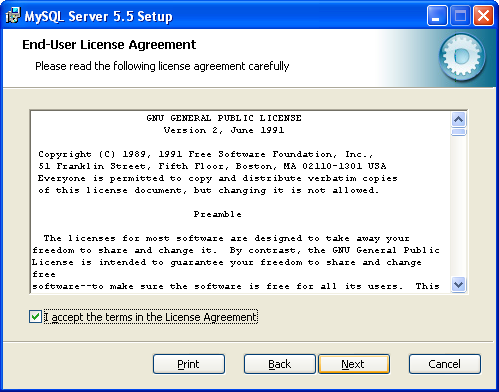 MySQL Server 5.5 Setup
End-User License Agreement
Please read the following license agreement carefully
GNU GENERAL PUBLIC LICENSE
Version 2, June 1991
Copyright (C) 1989, 1991 Free Software Foundation, Inc.,
51 Franklin Street, Fifth Floor, Boston, MA 02110-1301 USA
Everyone is permitted to copy and distribute verbatim copies
of this license document, but changing it is not allowed.
Preamble
The licenses for most software are designed to take away your
freedom to share and change it.  By contrast, the GNU General Public
License is intended to guarantee your freedom to share and change
free
software--to make sure the software is free for all its users.  This
I accept the terms in the License Agreement
Print
Back
Next
Cancel